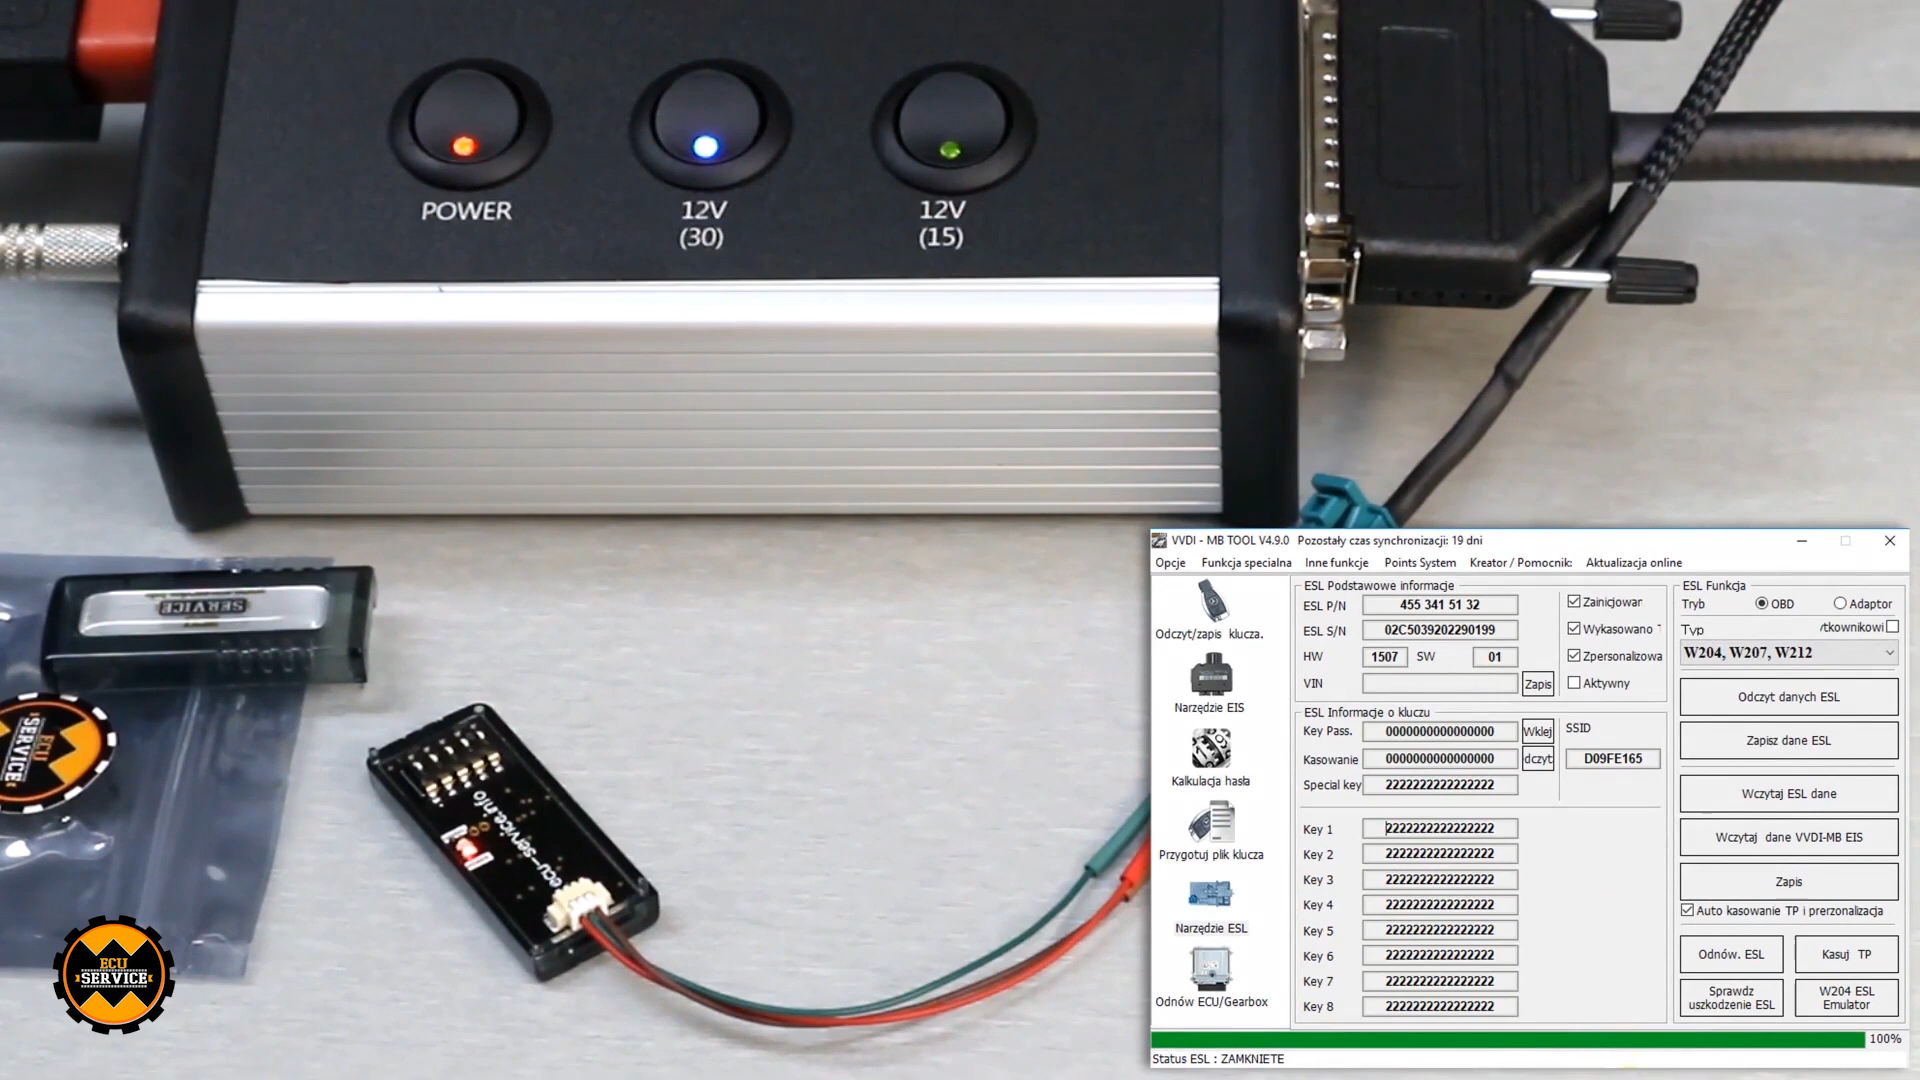 POWER
12V
(30)
12V
(15)
SERVICE
ECU
SERVICE
ecu-service.info
ECU
SERVICE
VVDI - MB TOOL V4.9.0 Pozostały czas synchronizacji: 19 dni
Opcje Funkcja specjalna Inne funkcje Points System Kreator / Pomocnik: Aktualizacja online
Odczyt/zapis klucza.
Narzędzie EIS
Kalkulacja hasła
Przygotuj plik klucza
Narzędzie ESL
Odnów ECU/Gearbox
ESL Podstawowe informacje
ESL P/N 455 341 51 32
ESL S/N 02C5039202290199
HW 1507 SW 01
VIN Zapis
Zainicjowar
Wykasowano T
Zpersonalizowa
Aktywny
ESL Informacje o kluczu
Key Pass. 0000000000000000 Wklej
Kasowanie 0000000000000000 dczyt
Special key 2222222222222222
SSID
D09FE165
Key 1 2222222222222222
Key 2 2222222222222222
Key 3 2222222222222222
Key 4 2222222222222222
Key 5 2222222222222222
Key 6 2222222222222222
Key 7 2222222222222222
Key 8 2222222222222222
ESL Funkcja
Tryb OBD Adaptor
Typ rtkownikowi
W204, W207, W212
Odczyt danych ESL
Zapisz dane ESL
Wczytaj ESL dane
Wczytaj dane VVDI-MB EIS
Zapis
Auto kasowanie TP i prerzonalizacja
Odnów. ESL
Kasuj TP
Sprawdz
uszkodzenie ESL
W204 ESL
Emulator
100%
Status ESL : ZAMKNIETE